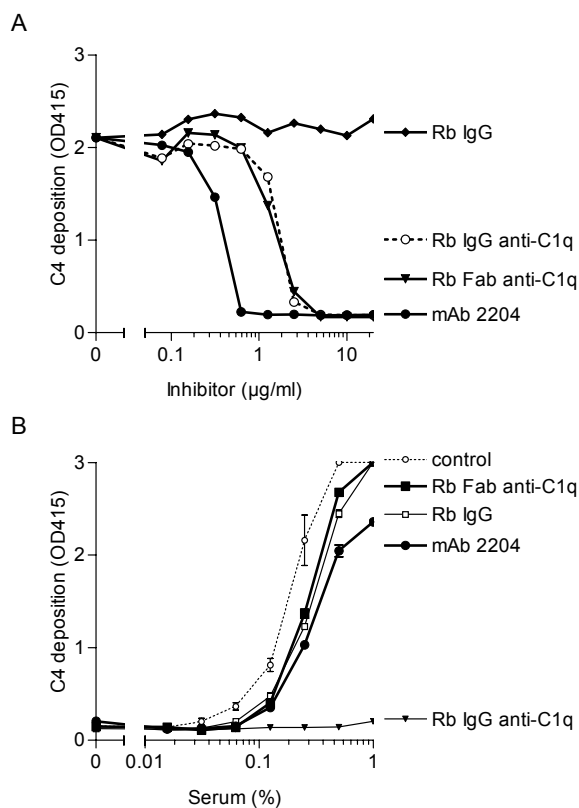 A
3
2
1
0
C4 deposition (OD415)
0 0.1 1 10
Inhibitor (µg/ml)
Rb IgG
Rb IgG anti-C1q
Rb Fab anti-C1q
mAb 2204
B
3
2
1
0
C4 deposition (OD415)
0 0.01 0.1 1
Serum (%)
control
Rb Fab anti-C1q
Rb IgG
mAb 2204
Rb IgG anti-C1q